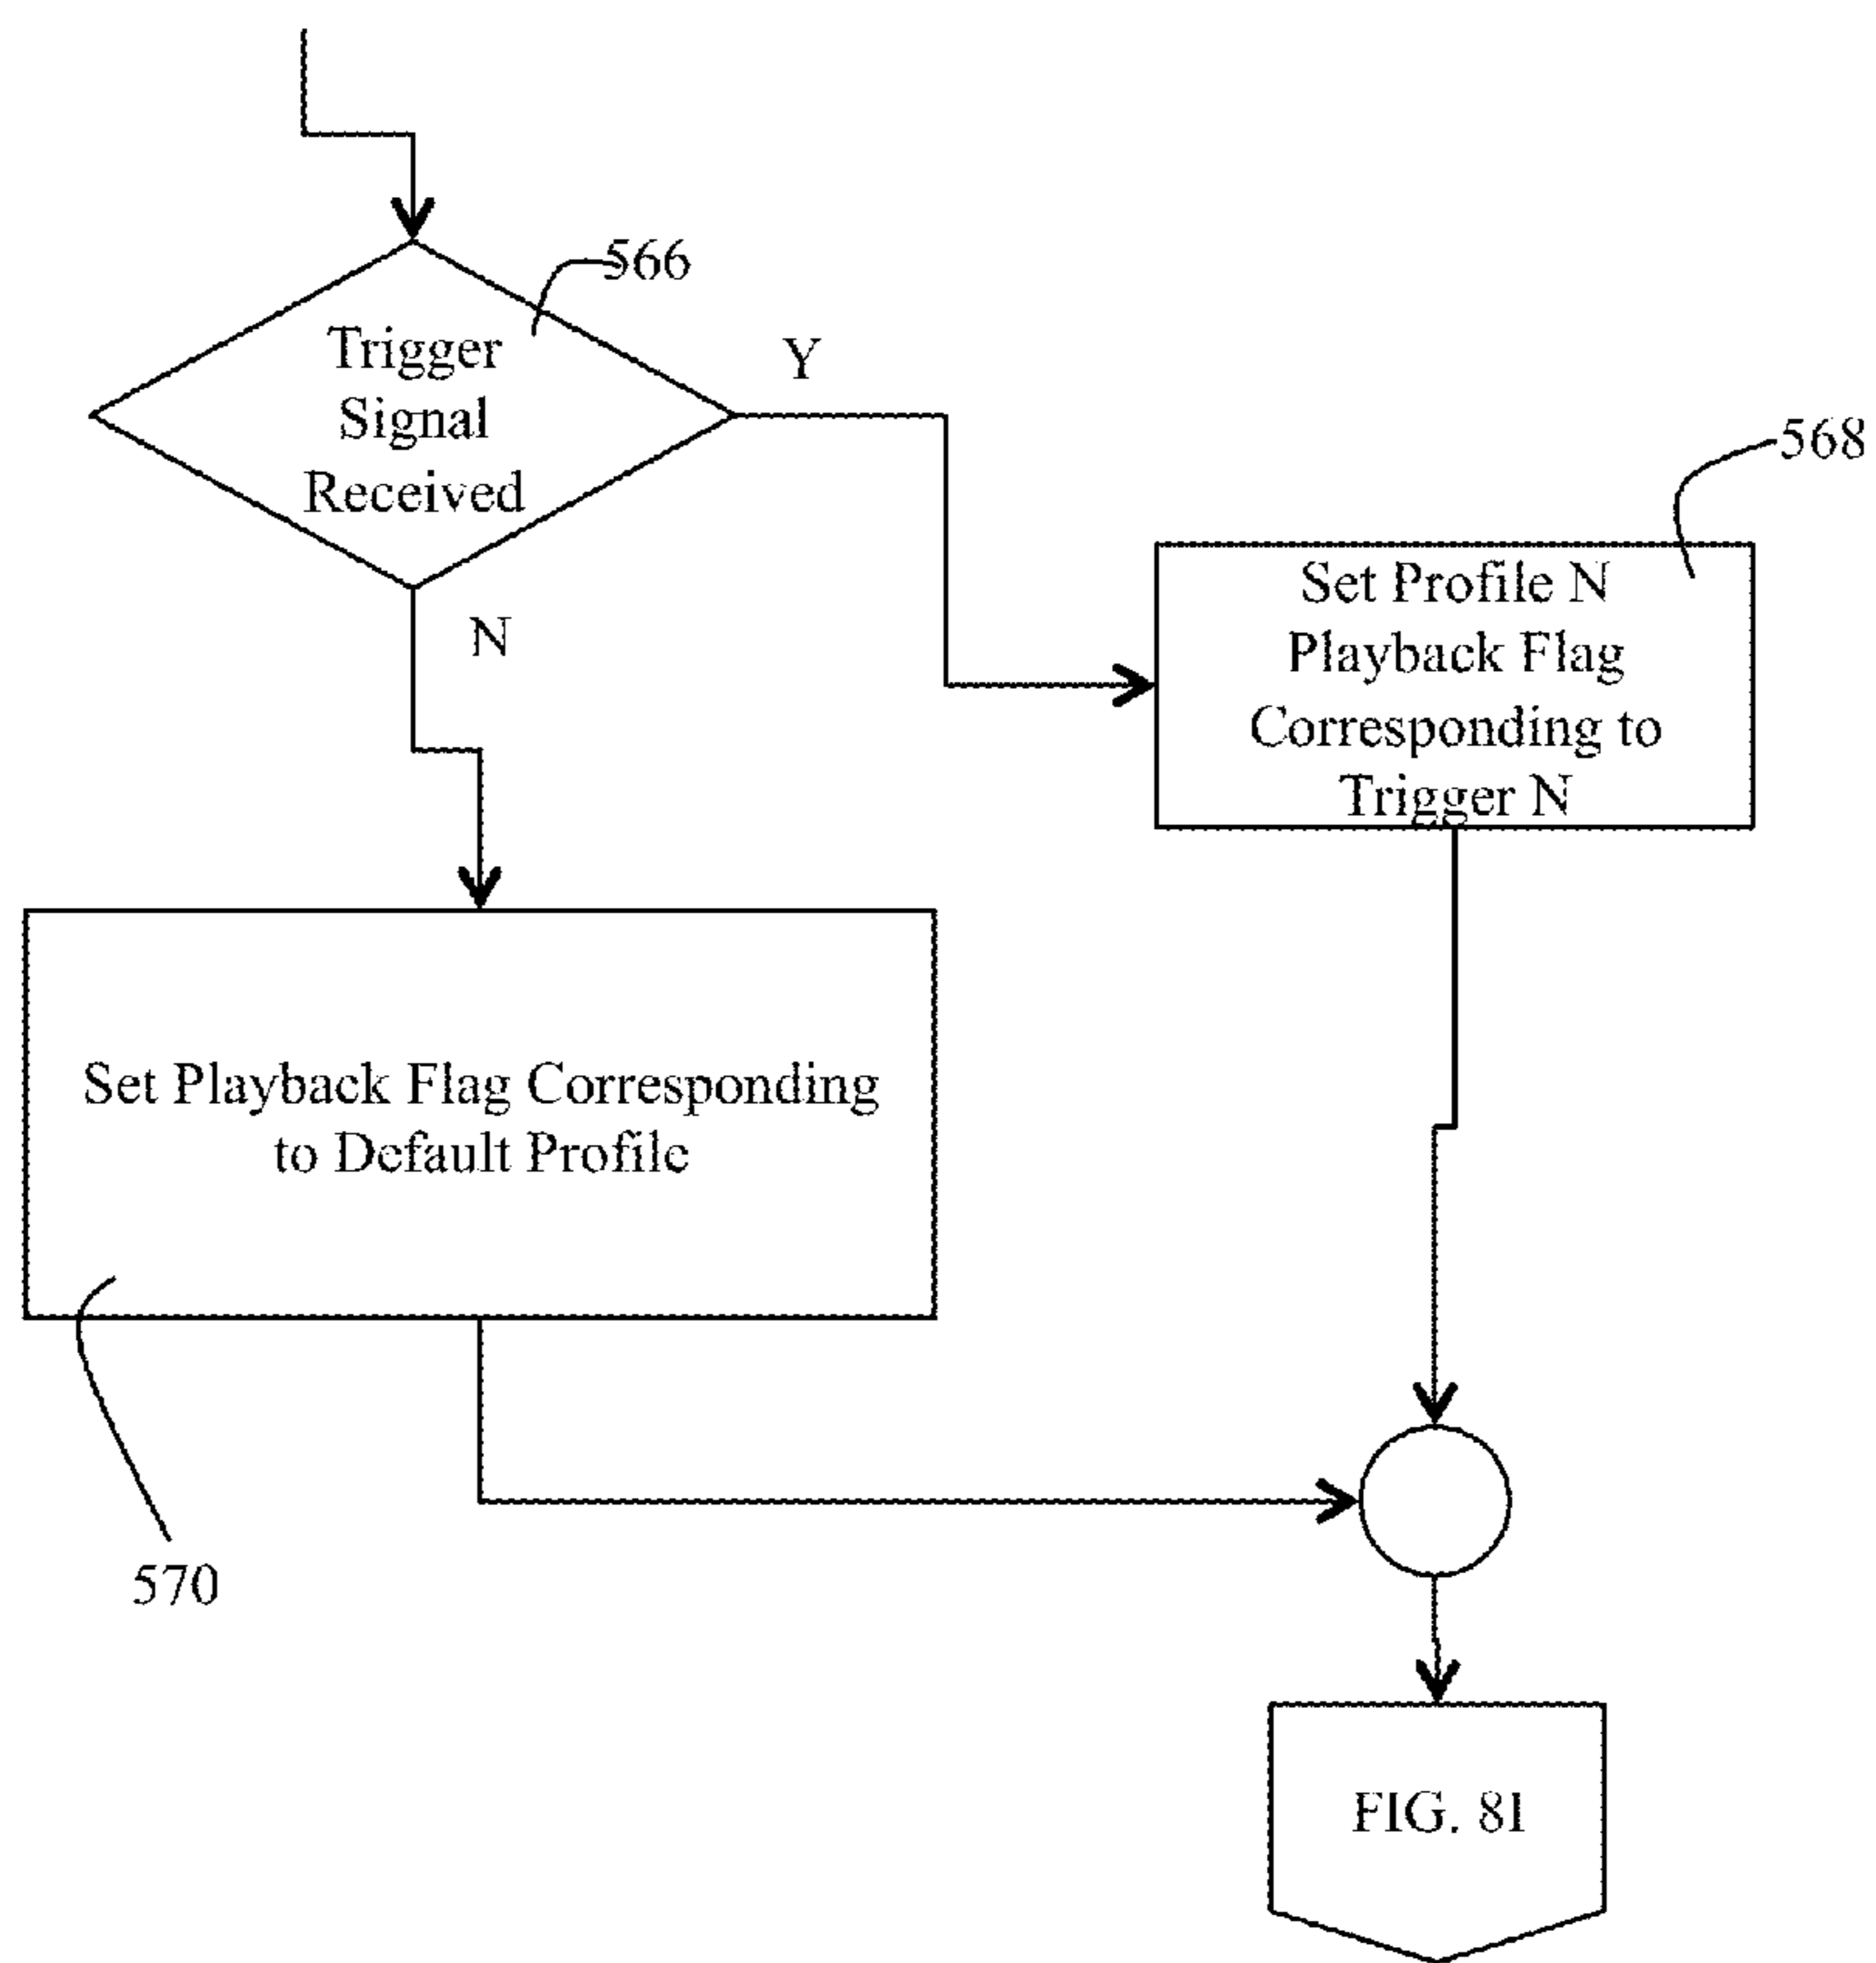 566
Trigger
Signal
Received
Y
N
568
Set Profile N
Playback Flag
Corresponding to
Trigger N
Set Playback Flag Corresponding
to Default Profile
570
FIG. 8I